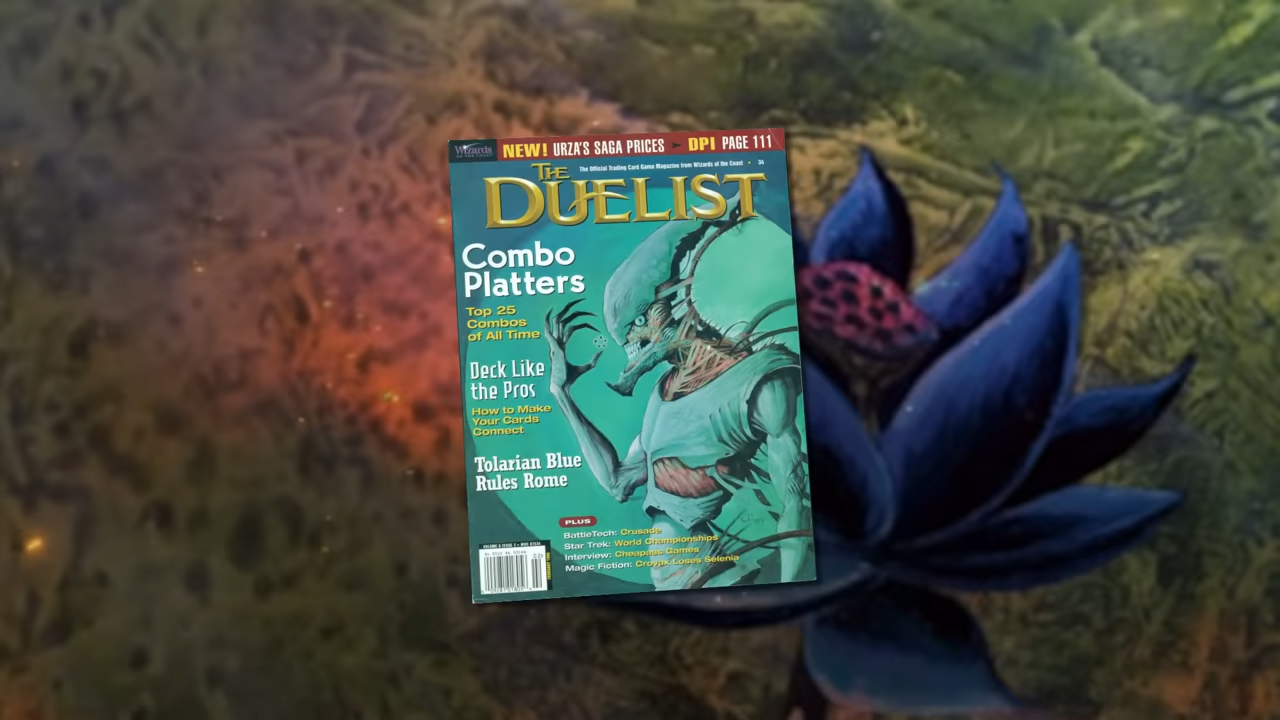 Wizards
OF THE COAST
NEW! URZA'S SAGA PRICES ➤ DPI PAGE 111
The Official Trading Card Game Magazine from Wizards of the Coast • 34
THE
DUELIST
Combo
Platters
Top 25
Combos
of All Time
Deck Like
the Pros
How to Make
Your Cards
Connect
Tolarian Blue
Rules Rome
PLUS
BattleTech: Crusade
Star Trek: World Championships
Interview: Cheapass Games
Magic Fiction: Crovax Loses Selenia